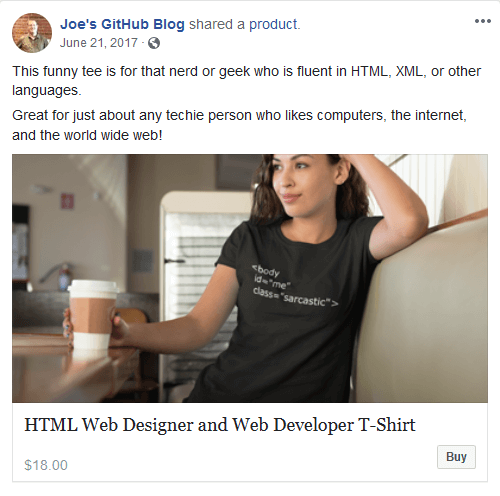 Joe's GitHub Blog shared a product.
June 21, 2017 ·
This funny tee is for that nerd or geek who is fluent in HTML, XML, or other
languages.
Great for just about any techie person who likes computers, the internet,
and the world wide web!
<body
id="me"
class="sarcastic">
HTML Web Designer and Web Developer T-Shirt
$18.00
Buy